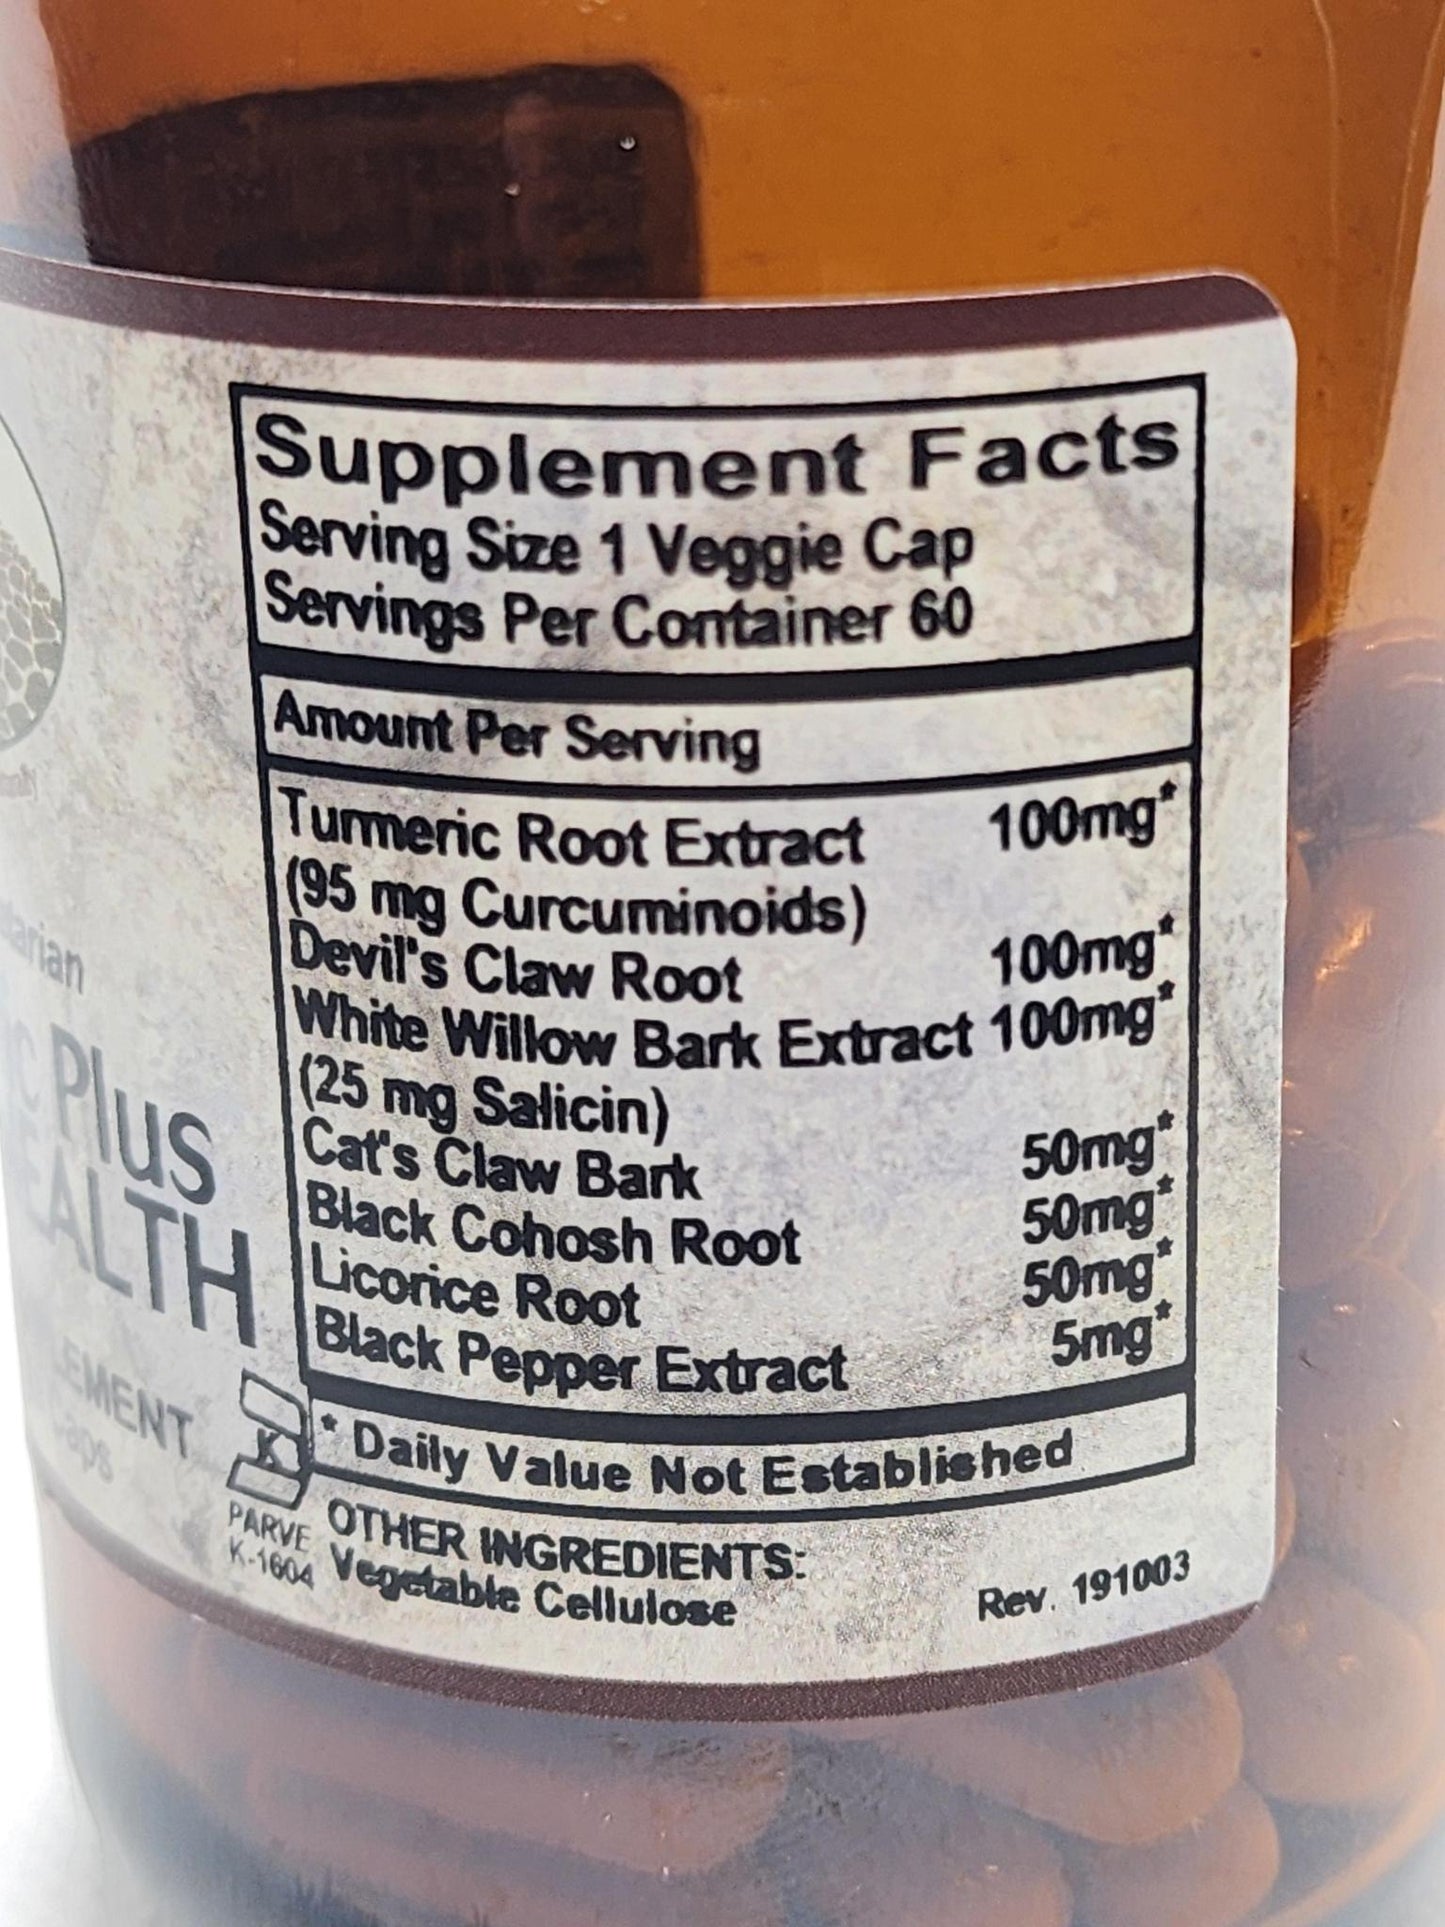 Supplement Facts
Serving Size 1 Veggie Cap
Servings Per Container 60
Amount Per Serving
Turmeric Root Extract 100mg*
(95 mg Curcuminoids)
Devil's Claw Root 100mg*
White Willow Bark Extract 100mg*
(25 mg Salicin)
Cat's Claw Bark 50mg*
Black Cohosh Root 50mg*
Licorice Root 50mg*
Black Pepper Extract 5mg*
* Daily Value Not Established
OTHER INGREDIENTS:
Vegetable Cellulose
Rev. 191003
Plus
K
PARVE
K-1604